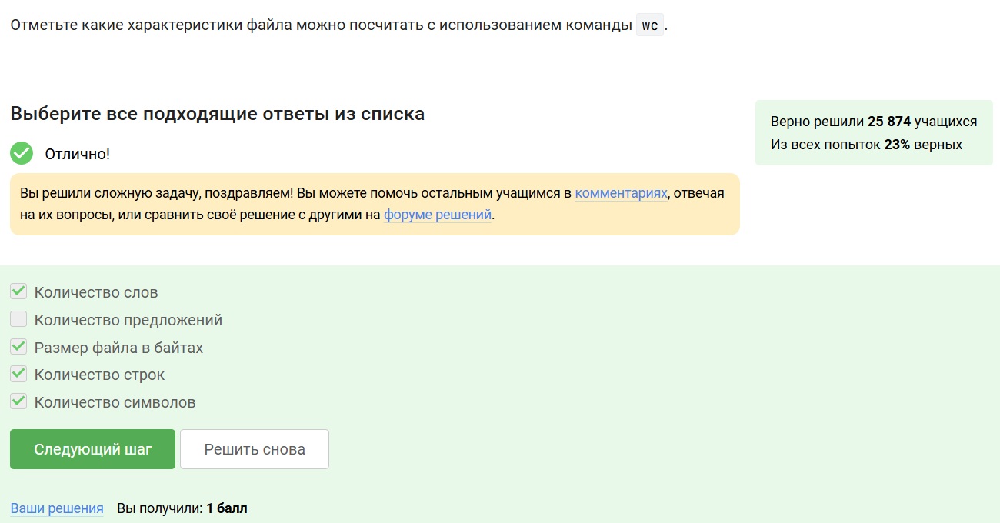 Отметьте какие характеристики файла можно посчитать с использованием команды wc.
Выберите все подходящие ответы из списка
Верно решили 25 874 учащихся
Из всех попыток 23% верных
Отлично!
Вы решили сложную задачу, поздравляем! Вы можете помочь остальным учащимся в комментариях, отвечая
на их вопросы, или сравнить своё решение с другими на форуме решений.
Количество слов
Количество предложений
Размер файла в байтах
Количество строк
Количество символов
Следующий шаг
Решить снова
Ваши решения Вы получили: 1 балл